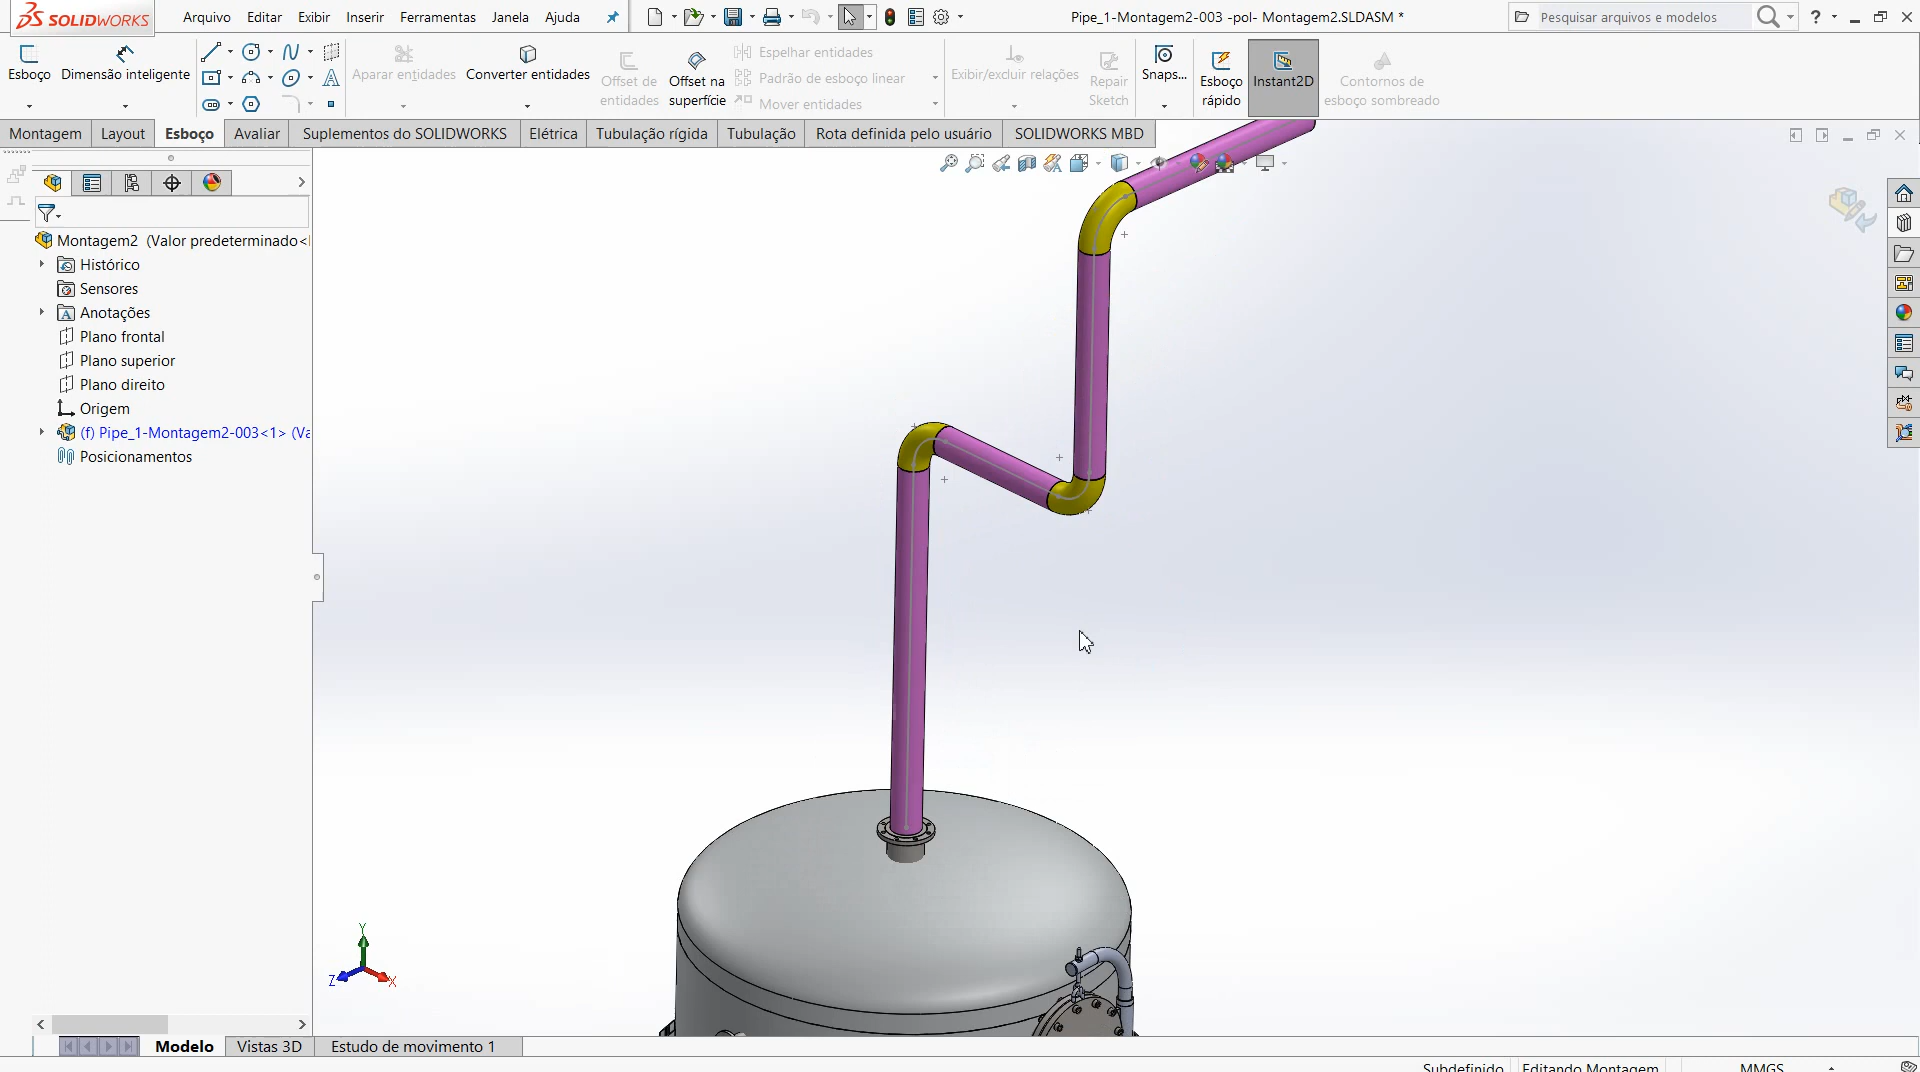 SOLIDWORKS
Arquivo Editar Exibir Inserir Ferramentas Janela Ajuda
Pipe_1-Montagem2-003 -pol- Montagem2.SLDASM *
Pesquisar arquivos e modelos
?
Esboço
Dimensão inteligente
Aparar entidades
Converter entidades
Offset de
entidades
Offset na
superfície
Espelhar entidades
Padrão de esboço linear
Mover entidades
Exibir/excluir relações
Repair
Sketch
Snaps...
Esboço
rápido
Instant2D
Contornos de
esboço sombreado
Montagem Layout Esboço Avaliar Suplementos do SOLIDWORKS Elétrica Tubulação rígida Tubulação Rota definida pelo usuário SOLIDWORKS MBD
Montagem2 (Valor predeterminado<
Histórico
Sensores
Anotações
Plano frontal
Plano superior
Plano direito
Origem
(f) Pipe_1-Montagem2-003<1> (Va
Posicionamentos
Y
Z
X
Modelo Vistas 3D Estudo de movimento 1
Subdefinido Editando Montagem MMGS